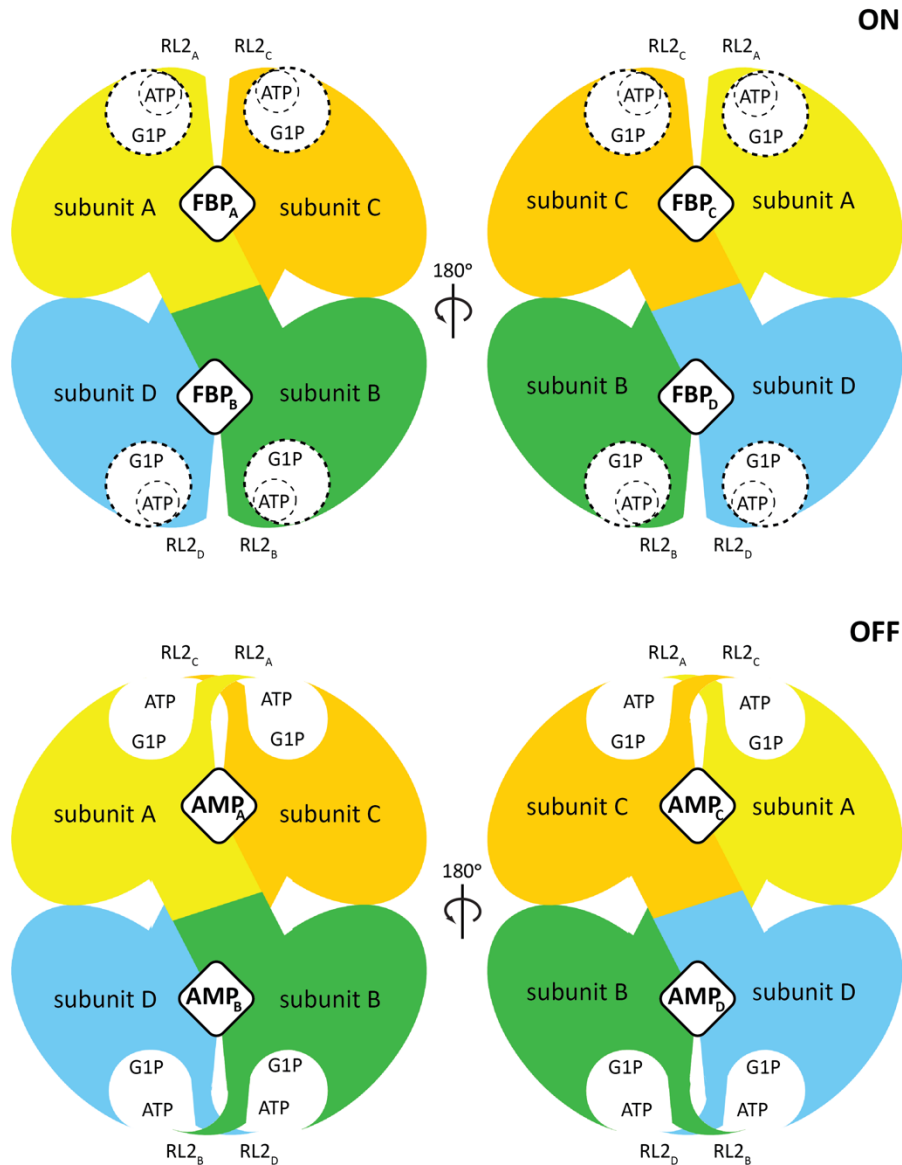 ON
RL2A RL2C RL2C RL2A
ATP ATP ATP ATP
G1P G1P G1P G1P
subunit A FBPA subunit C subunit C FBPC subunit A
180°
subunit D FBPB subunit B subunit B FBPD subunit D
G1P G1P G1P G1P
ATP ATP ATP ATP
RL2D RL2B RL2B RL2D
OFF
RL2C RL2A RL2A RL2C
ATP ATP ATP ATP
G1P G1P G1P G1P
subunit A AMPA subunit C subunit C AMPC subunit A
180°
subunit D AMPB subunit B subunit B AMPD subunit D
G1P G1P G1P G1P
ATP ATP ATP ATP
RL2B RL2D RL2D RL2B